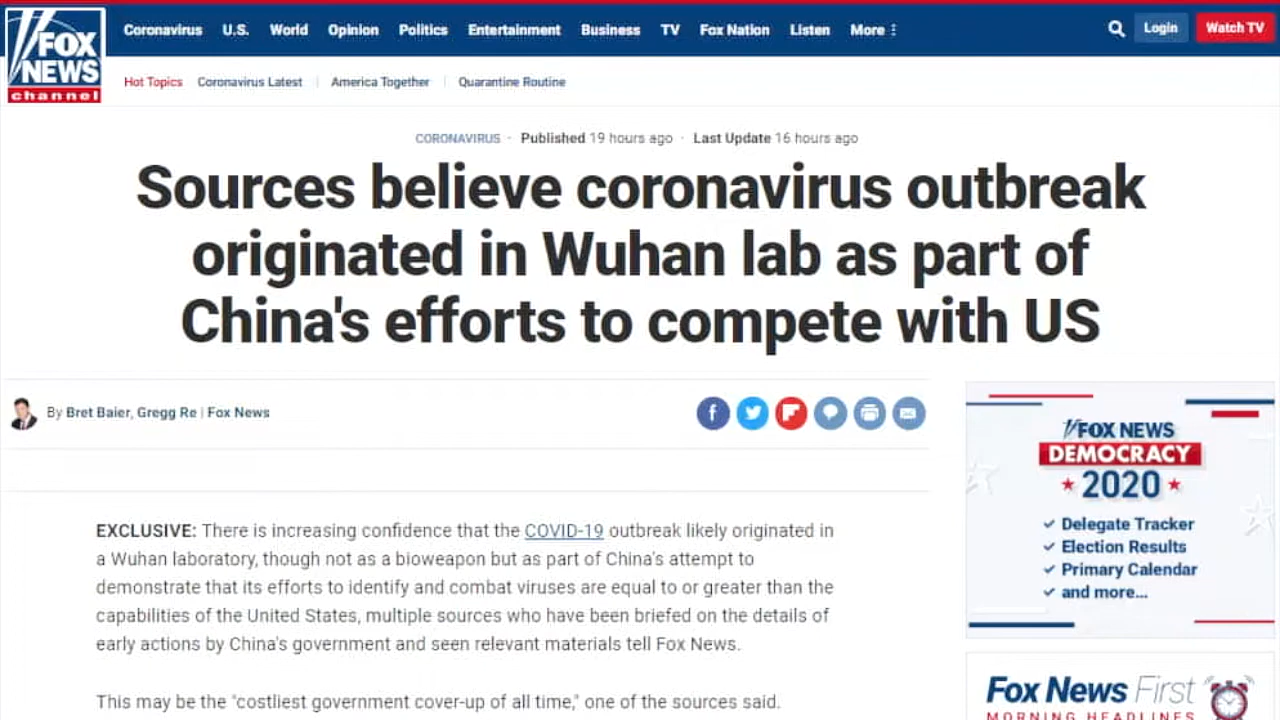 FOX
NEWS
channel
Coronavirus U.S. World Opinion Politics Entertainment Business TV Fox Nation Listen More Login Watch TV
Hot Topics Coronavirus Latest America Together Quarantine Routine
CORONAVIRUS · Published 19 hours ago · Last Update 16 hours ago
Sources believe coronavirus outbreak
originated in Wuhan lab as part of
China's efforts to compete with US
By Bret Baier, Gregg Re | Fox News
EXCLUSIVE: There is increasing confidence that the COVID-19 outbreak likely originated in
a Wuhan laboratory, though not as a bioweapon but as part of China's attempt to
demonstrate that its efforts to identify and combat viruses are equal to or greater than the
capabilities of the United States, multiple sources who have been briefed on the details of
early actions by China's government and seen relevant materials tell Fox News.
This may be the "costliest government cover-up of all time," one of the sources said.
FOX NEWS
DEMOCRACY
2020
Delegate Tracker
Election Results
Primary Calendar
and more...
Fox News First
MORNING HEADLINES